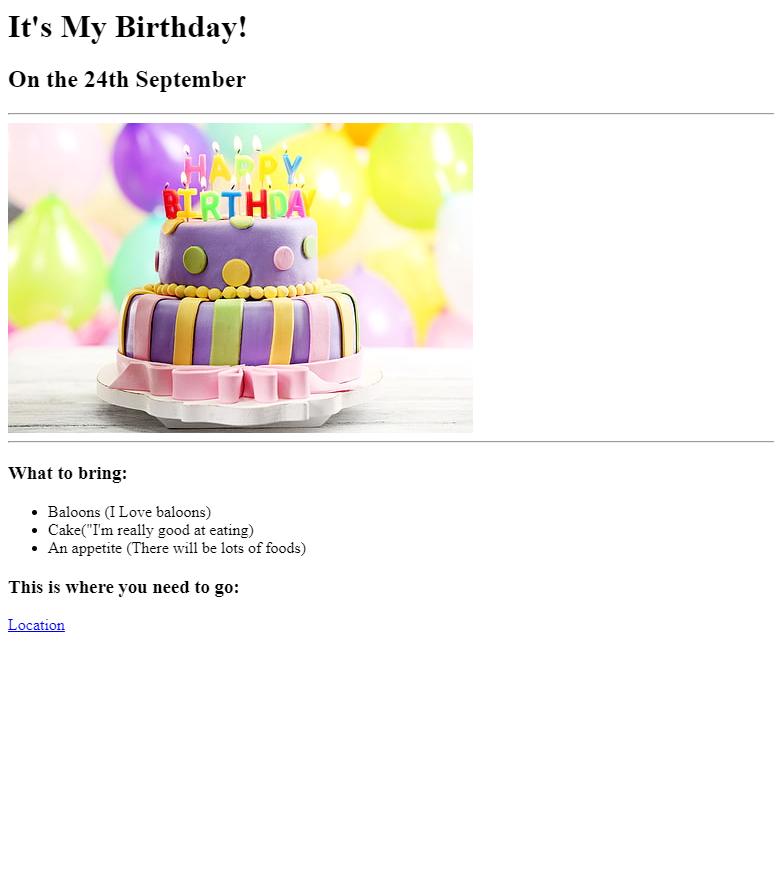 It's My Birthday!
On the 24th September
HAPPY
BIRTHDAY
What to bring:
Baloons (I Love baloons)
Cake("I'm really good at eating)
An appetite (There will be lots of foods)
This is where you need to go:
Location